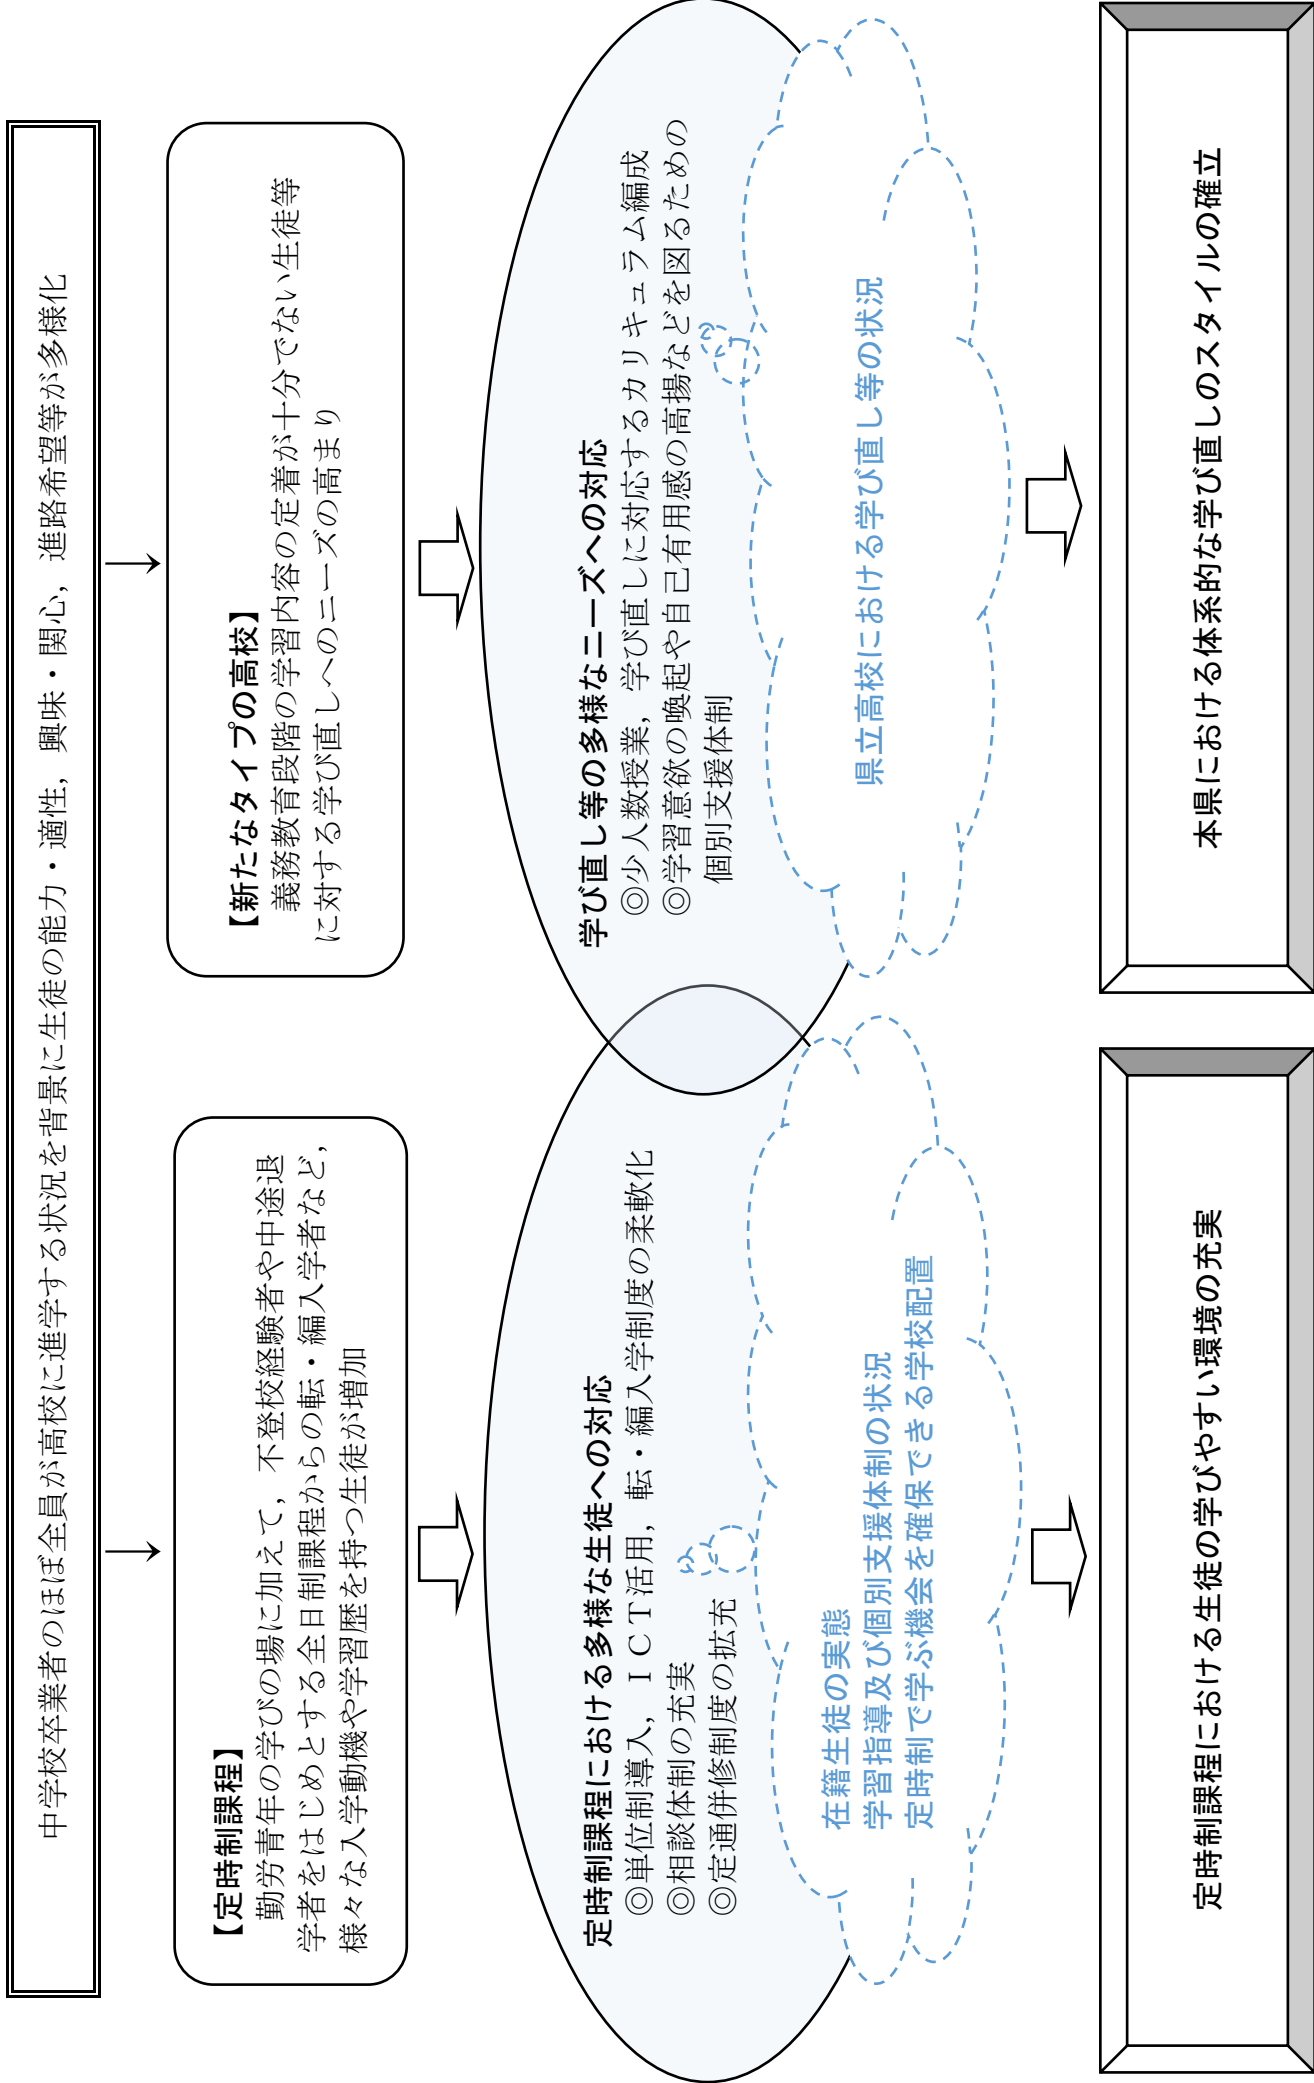 中学校卒業者のほぼ全員が高校に進学する状況を背景に生徒の能力・適性，興味・関心，進路希望等が多様化
【定時制課程】
勤労青年の学びの場に加えて，不登校経験者や中途退
学者をはじめとする全日制課程からの転・編入学者など，
様々な入学動機や学習歴を持つ生徒が増加
【新たなタイプの高校】
義務教育段階の学習内容の定着が十分でない生徒等
に対する学び直しへのニーズの高まり
定時制課程における多様な生徒への対応
◎単位制導入，ＩＣＴ活用，転・編入学制度の柔軟化
◎相談体制の充実
◎定通併修制度の拡充
在籍生徒の実態
学習指導及び個別支援体制の状況
定時制で学ぶ機会を確保できる学校配置
学び直し等の多様なニーズへの対応
◎少人数授業，学び直しに対応するカリキュラム編成
◎学習意欲の喚起や自己有用感の高揚などを図るための
個別支援体制
県立高校における学び直し等の状況
定時制課程における生徒の学びやすい環境の充実
本県における体系的な学び直しのスタイルの確立